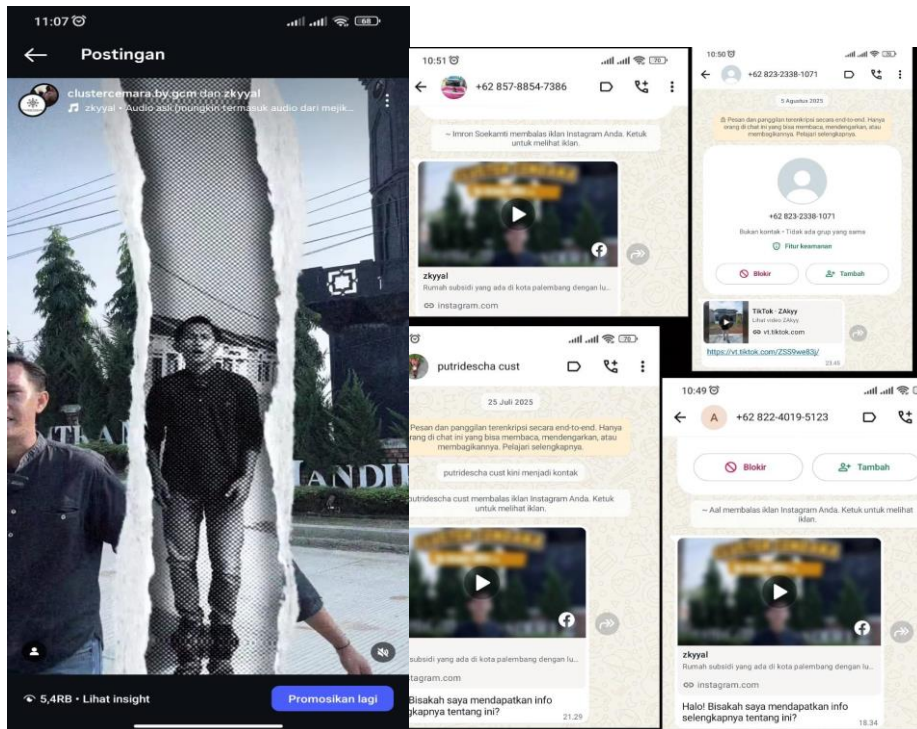 11:07
68
Postingan
clustercemara.by.gcm dan zkyyal
zkyyal • Audio asli (mungkin termasuk audio dari mejik...
ANDI
5,4RB • Lihat insight
Promosikan lagi
10:51
70
+62 857-8854-7386
~ Imron Soekamti membalas iklan Instagram Anda. Ketuk
untuk melihat iklan.
zkyyal
Rumah subsidi yang ada di kota palembang dengan lu...
instagram.com
10:50
70
+62 823-2338-1071
5 Agustus 2025
Pesan dan panggilan terenkripsi secara end-to-end. Hanya
orang di chat ini yang bisa membaca, mendengarkan, atau
membagikannya. Pelajari selengkapnya.
+62 823-2338-1071
Bukan kontak • Tidak ada grup yang sama
Fitur keamanan
Blokir
Tambah
TikTok · ZAkyy
Lihat video ZAkyy
vt.tiktok.com
https://vt.tiktok.com/ZS59we83j/
23.45
70
putridescha cust
25 Juli 2025
Pesan dan panggilan terenkripsi secara end-to-end. Hanya
orang di chat ini yang bisa membaca, mendengarkan, atau
membagikannya. Pelajari selengkapnya.
putridescha cust kini menjadi kontak
putridescha cust membalas iklan Instagram Anda. Ketuk
untuk melihat iklan.
subsidi yang ada di kota palembang dengan lu...
tagram.com
Bisakah saya mendapatkan info
gkapnya tentang ini?
21.29
10:49
A
+62 822-4019-5123
Blokir
Tambah
~ Aal membalas iklan Instagram Anda. Ketuk untuk melihat
iklan.
zkyyal
Rumah subsidi yang ada di kota palembang dengan lu...
instagram.com
Halo! Bisakah saya mendapatkan info
selengkapnya tentang ini?
18.34